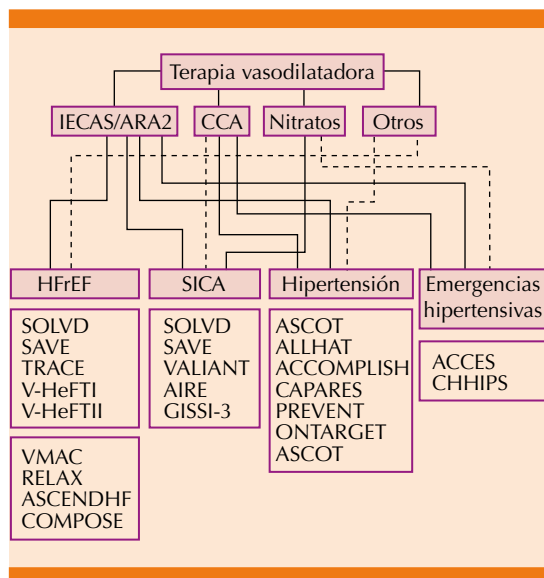 Terapia vasodilatadora
IECAS/ARA2
CCA
Nitratos
Otros
HFrEF
SOLVD
SAVE
TRACE
V-HeFTI
V-HeFTII
VMAC
RELAX
ASCENDHF
COMPOSE
SICA
SOLVD
SAVE
VALIANT
AIRE
GISSI-3
Hipertensión
ASCOT
ALLHAT
ACCOMPLISH
CAPARES
PREVENT
ONTARGET
ASCOT
Emergencias
hipertensivas
ACCES
CHHIPS